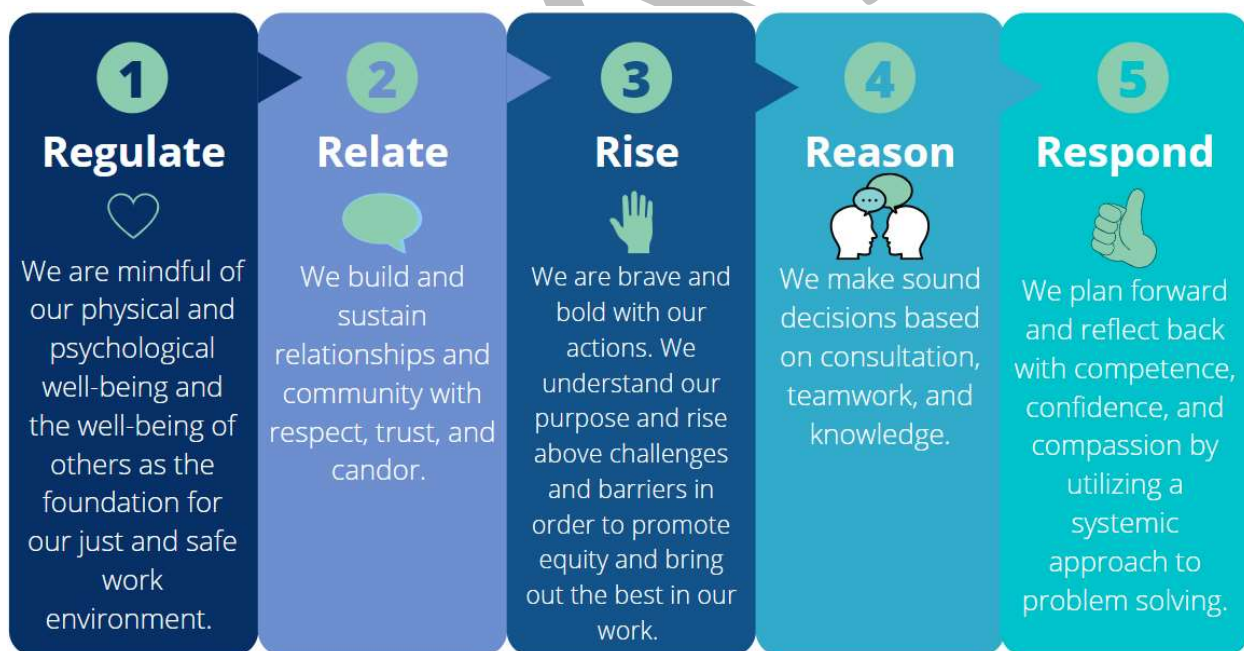 1
Regulate
We are mindful of
our physical and
psychological
well-being and
the well-being of
others as the
foundation for
our just and safe
work
environment.
2
Relate
We build and
sustain
relationships and
community with
respect, trust, and
candor.
3
Rise
We are brave and
bold with our
actions. We
understand our
purpose and rise
above challenges
and barriers in
order to promote
equity and bring
out the best in our
work.
4
Reason
We make sound
decisions based
on consultation,
teamwork, and
knowledge.
5
Respond
We plan forward
and reflect back
with competence,
confidence, and
compassion by
utilizing a
systemic
approach to
problem solving.